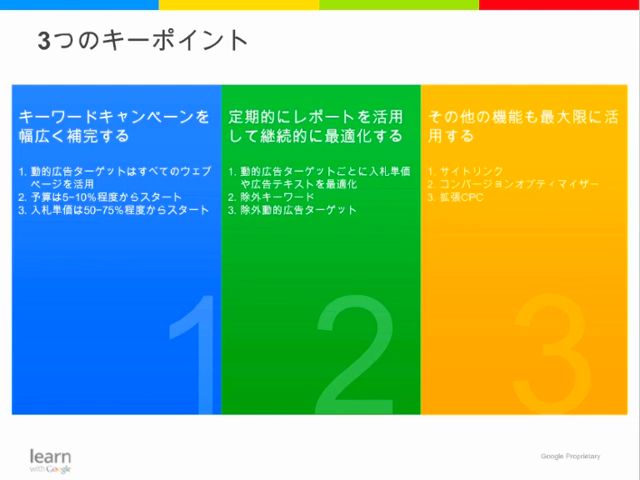 3つのキーポイント
キーワードキャンペーンを
幅広く補完する
1. 動的広告ターゲットはすべてのウェブ
ページを活用
2. 予算は5-10%程度からスタート
3. 入札単価は50-75%程度からスタート
1
定期的にレポートを活用
して継続的に最適化する
1. 動的広告ターゲットごとに入札単価
や広告テキストを最適化
2. 除外キーワード
3. 除外動的広告ターゲット
2
その他の機能も最大限に活
用する
1. サイトリンク
2. コンバージョンオプティマイザー
3. 拡張CPC
3
learn
with Google
Google Proprietary